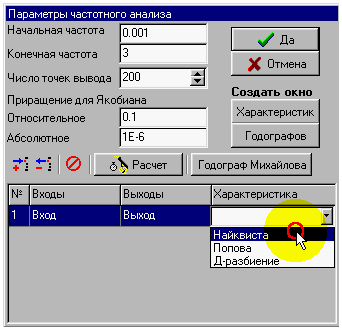 Параметры частотного анализа
Начальная частота 0.001
Да
Конечная частота 3
Отмена
Число точек вывода 200
Создать окно
Приращение для Якобиана
Относительное 0.1
Характеристик
Абсолютное 1E-6
Годографов
Расчет
Годограф Михайлова
№ Входы Выходы Характеристика
1 Вход Выход
Найквиста
Попова
Д-разбиение